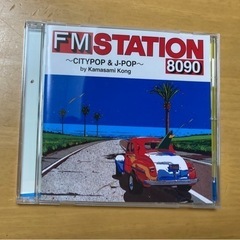 FM STATION
8090
〜CITYPOP & J-POP〜
by Kamasami Kong